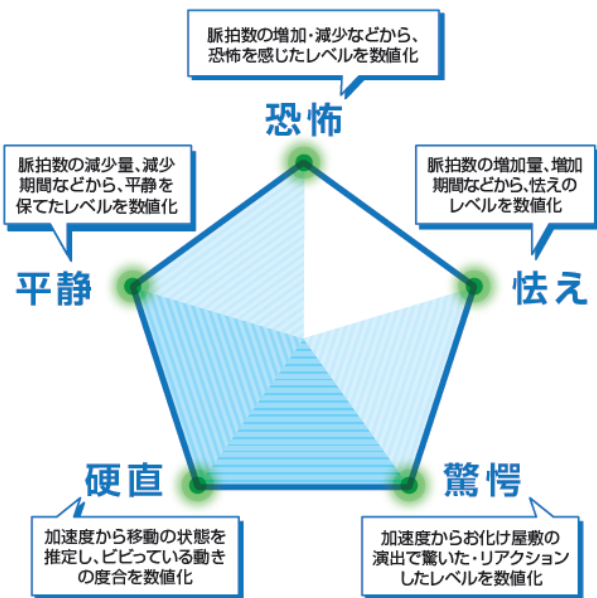 脈拍数の増加・減少などから、
恐怖を感じたレベルを数値化
恐怖
脈拍数の減少量、減少
期間などから、平静を
保てたレベルを数値化
平静
脈拍数の増加量、増加
期間などから、怯えの
レベルを数値化
怯え
硬直
加速度から移動の状態を
推定し、ビビっている動き
の度合を数値化
驚愕
加速度からお化け屋敷の
演出で驚いた・リアクション
したレベルを数値化